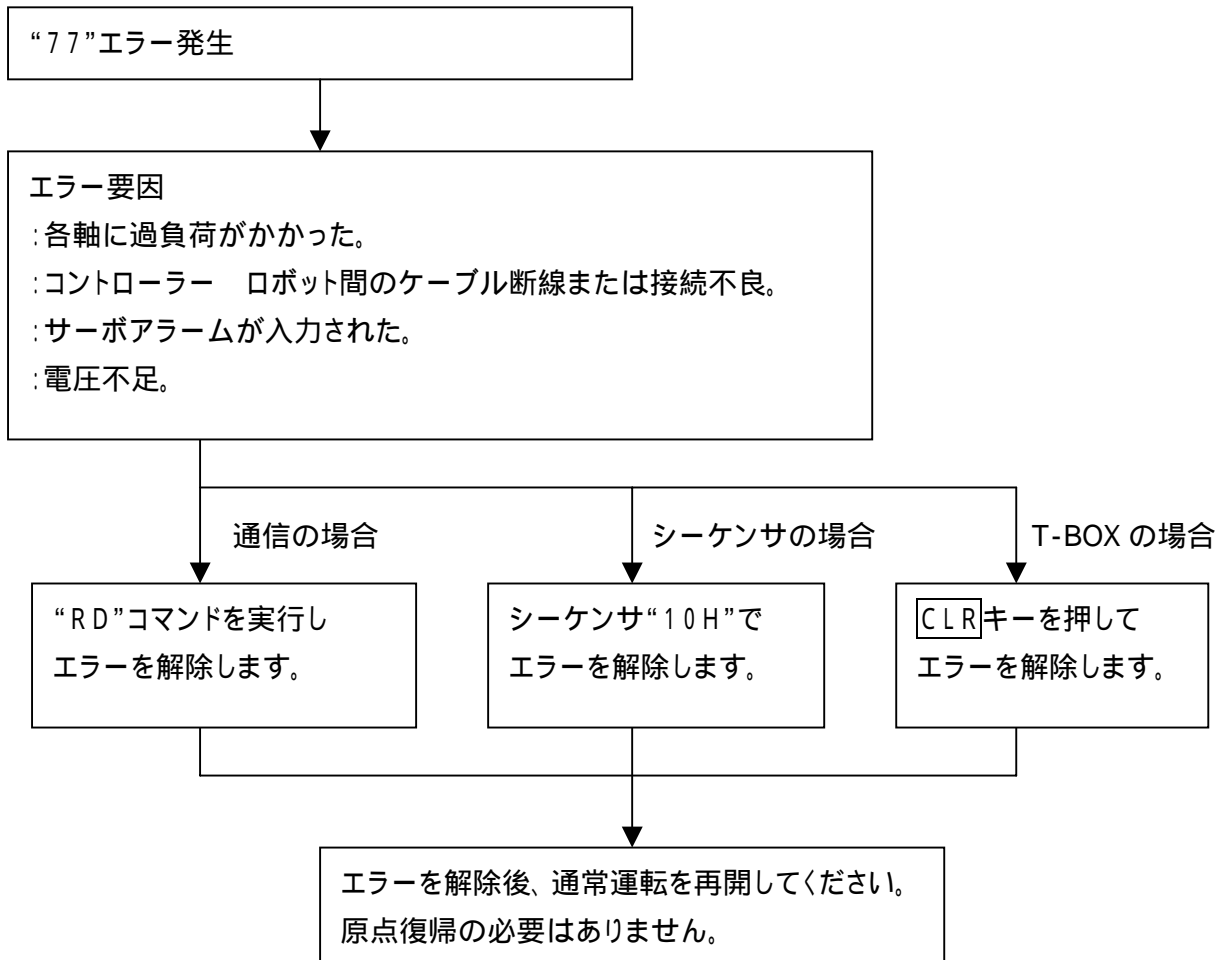 “77”エラー発生
エラー要因
:各軸に過負荷がかかった。
:コントローラー　ロボット間のケーブル断線または接続不良。
:サーボアラームが入力された。
:電圧不足。
通信の場合
シーケンサの場合
T-BOX の場合
“RD”コマンドを実行し
エラーを解除します。
シーケンサ“10H”で
エラーを解除します。
CLRキーを押して
エラーを解除します。
エラーを解除後、通常運転を再開してください。
原点復帰の必要はありません。